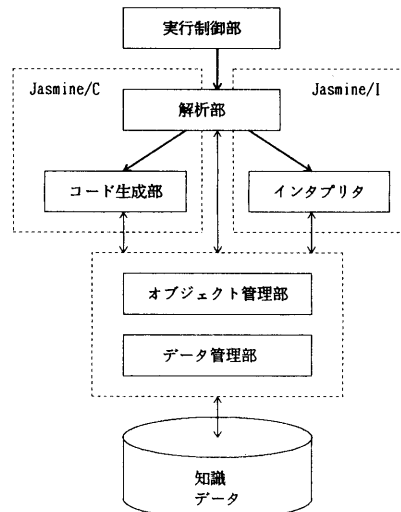 実行制御部
Jasmine/C
Jasmine/I
解析部
コード生成部
インタプリタ
オブジェクト管理部
データ管理部
知識
データ